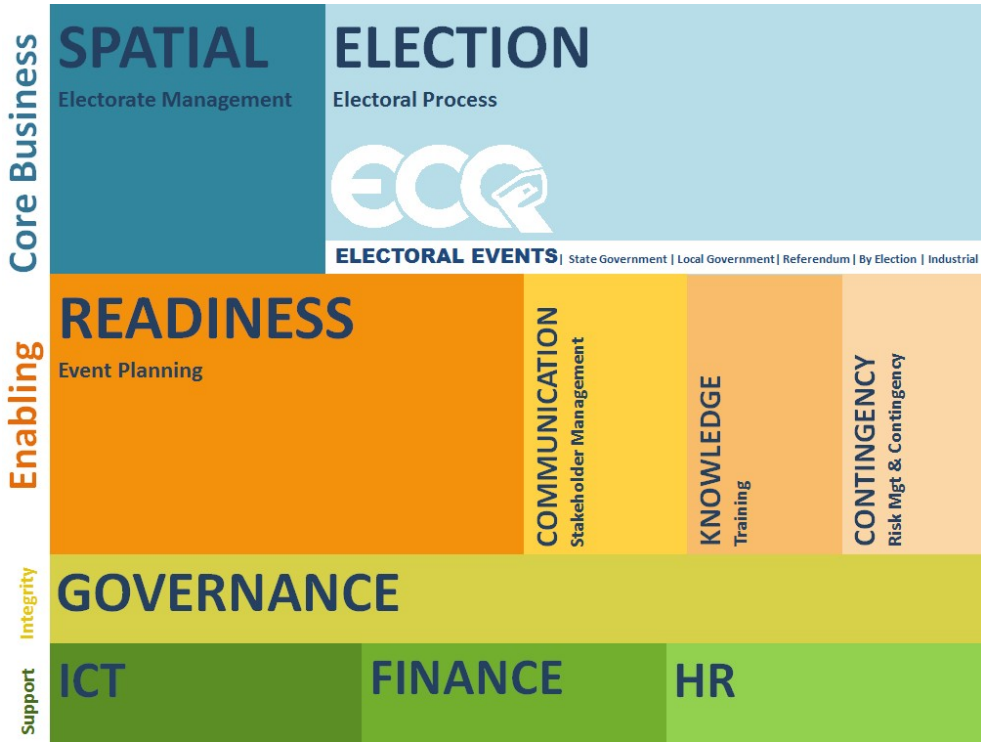 Core Business
SPATIAL
Electorate Management
ELECTION
Electoral Process
ECQ
ELECTORAL EVENTS| State Government | Local Government| Referendum | By Election | Industrial
Enabling
READINESS
Event Planning
COMMUNICATION
Stakeholder Management
KNOWLEDGE
Training
CONTINGENCY
Risk Mgt & Contingency
Integrity
GOVERNANCE
Support
ICT
FINANCE
HR